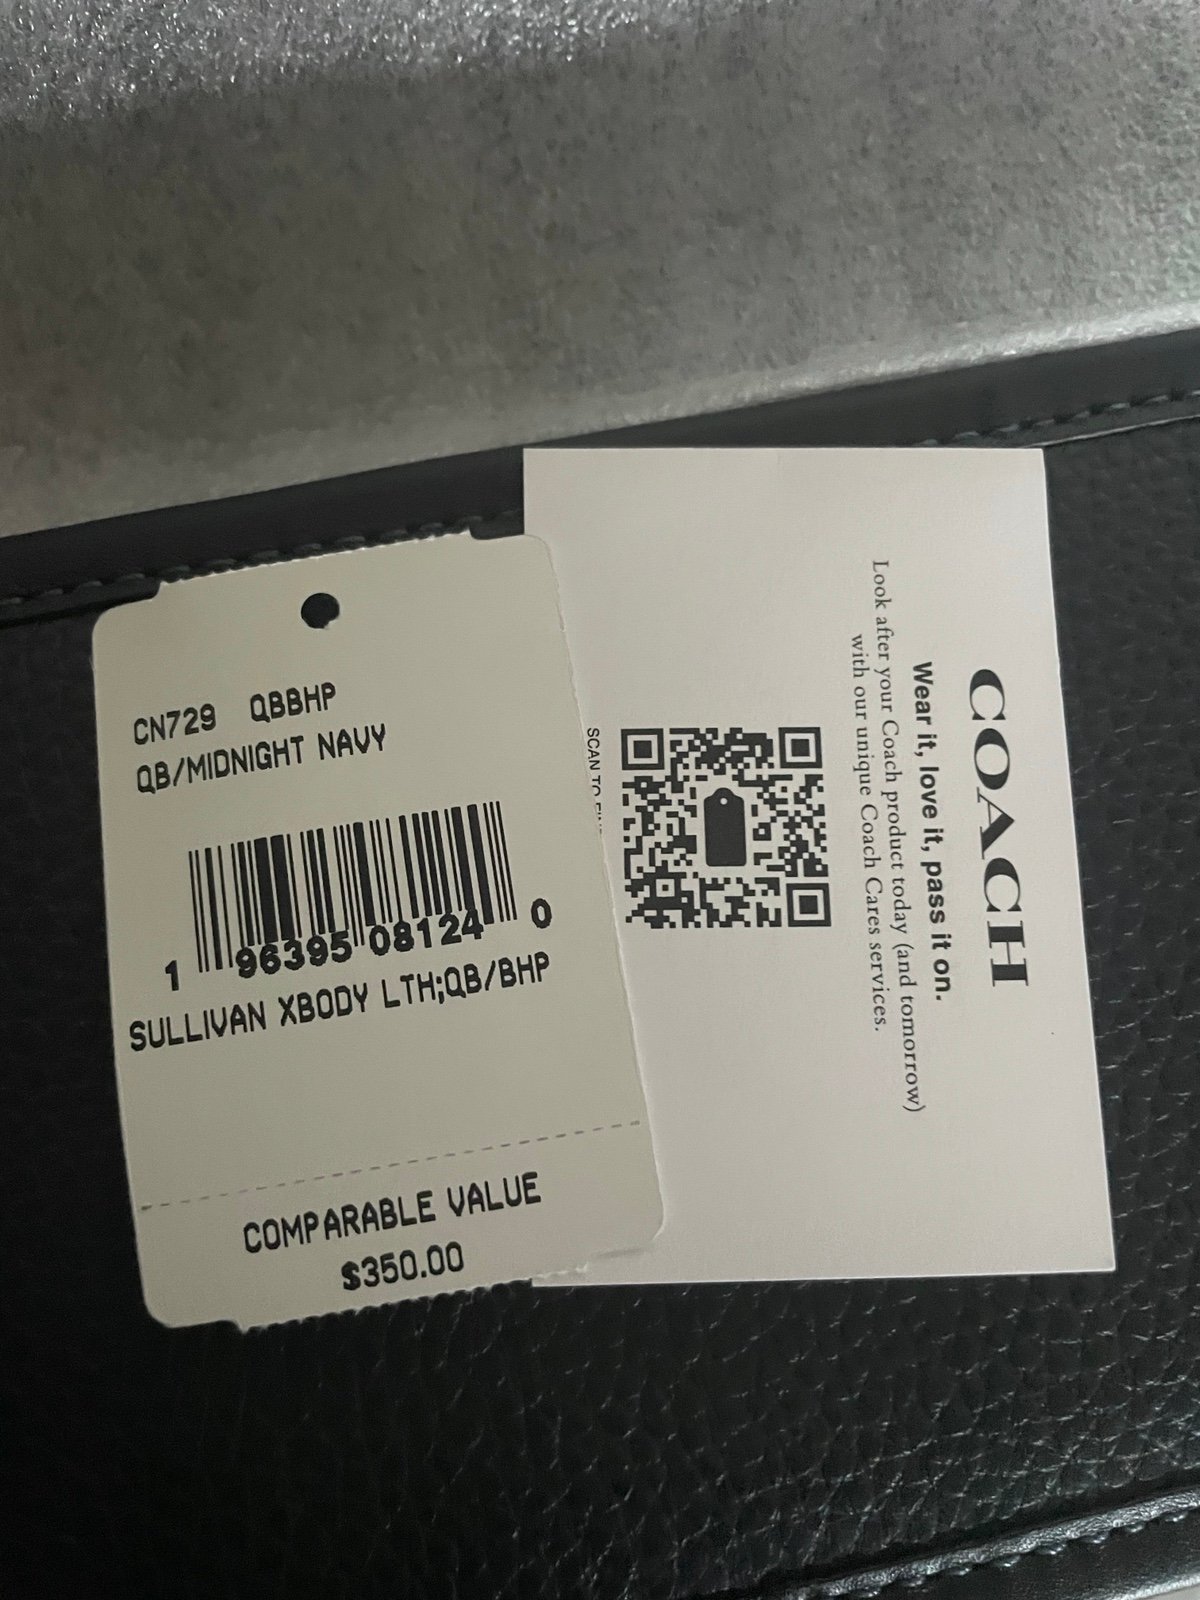 CN729 QBBHP
QB/MIDNIGHT NAVY
1 96395 08124 0
SULLIVAN XBODY LTH;QB/BHP
COMPARABLE VALUE
$350.00
COACH
Wear it, love it, pass it on.
Look after your Coach product today (and tomorrow)
with our unique Coach Cares services.
SCAN TO